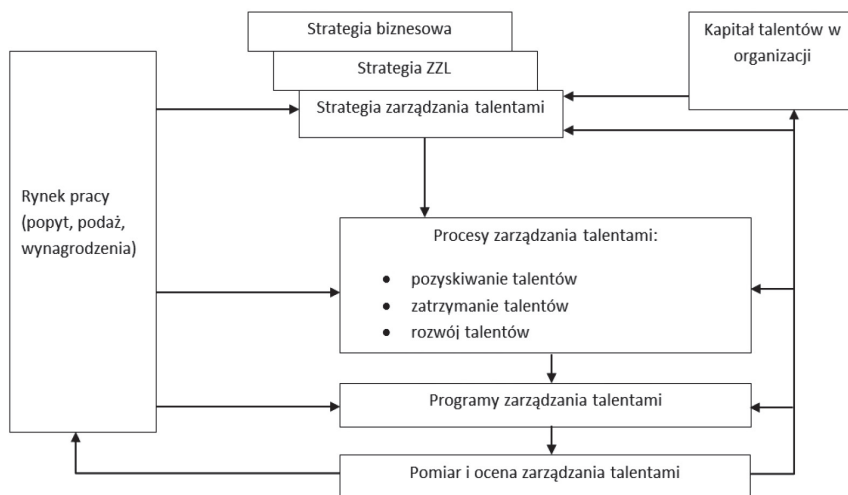 Strategia biznesowa
Strategia ZZL
Strategia zarządzania talentami
Kapitał talentów w
organizacji
Rynek pracy
(popyt, podaż,
wynagrodzenia)
Procesy zarządzania talentami:
• pozyskiwanie talentów
• zatrzymanie talentów
• rozwój talentów
Programy zarządzania talentami
Pomiar i ocena zarządzania talentami